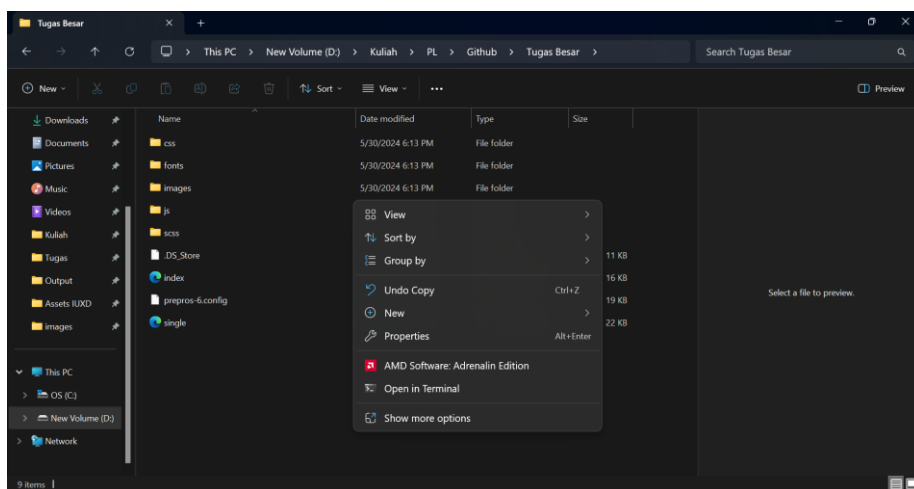 Tugas Besar
This PC > New Volume (D:) > Kuliah > PL > Github > Tugas Besar >
Search Tugas Besar
New
Sort
View
Preview
Downloads
Documents
Pictures
Music
Videos
Kuliah
Tugas
Output
Assets IUXD
images
This PC
OS (C:)
New Volume (D:)
Network
Name Date modified Type Size
css 5/30/2024 6:13 PM File folder
fonts 5/30/2024 6:13 PM File folder
images 5/30/2024 6:13 PM File folder
js
scss
.DS_Store 11 KB
index 16 KB
prepros-6.config 19 KB
single 22 KB
View
Sort by
Group by
Undo Copy Ctrl+Z
New
Properties Alt+Enter
AMD Software: Adrenalin Edition
Open in Terminal
Show more options
Select a file to preview.
9 items